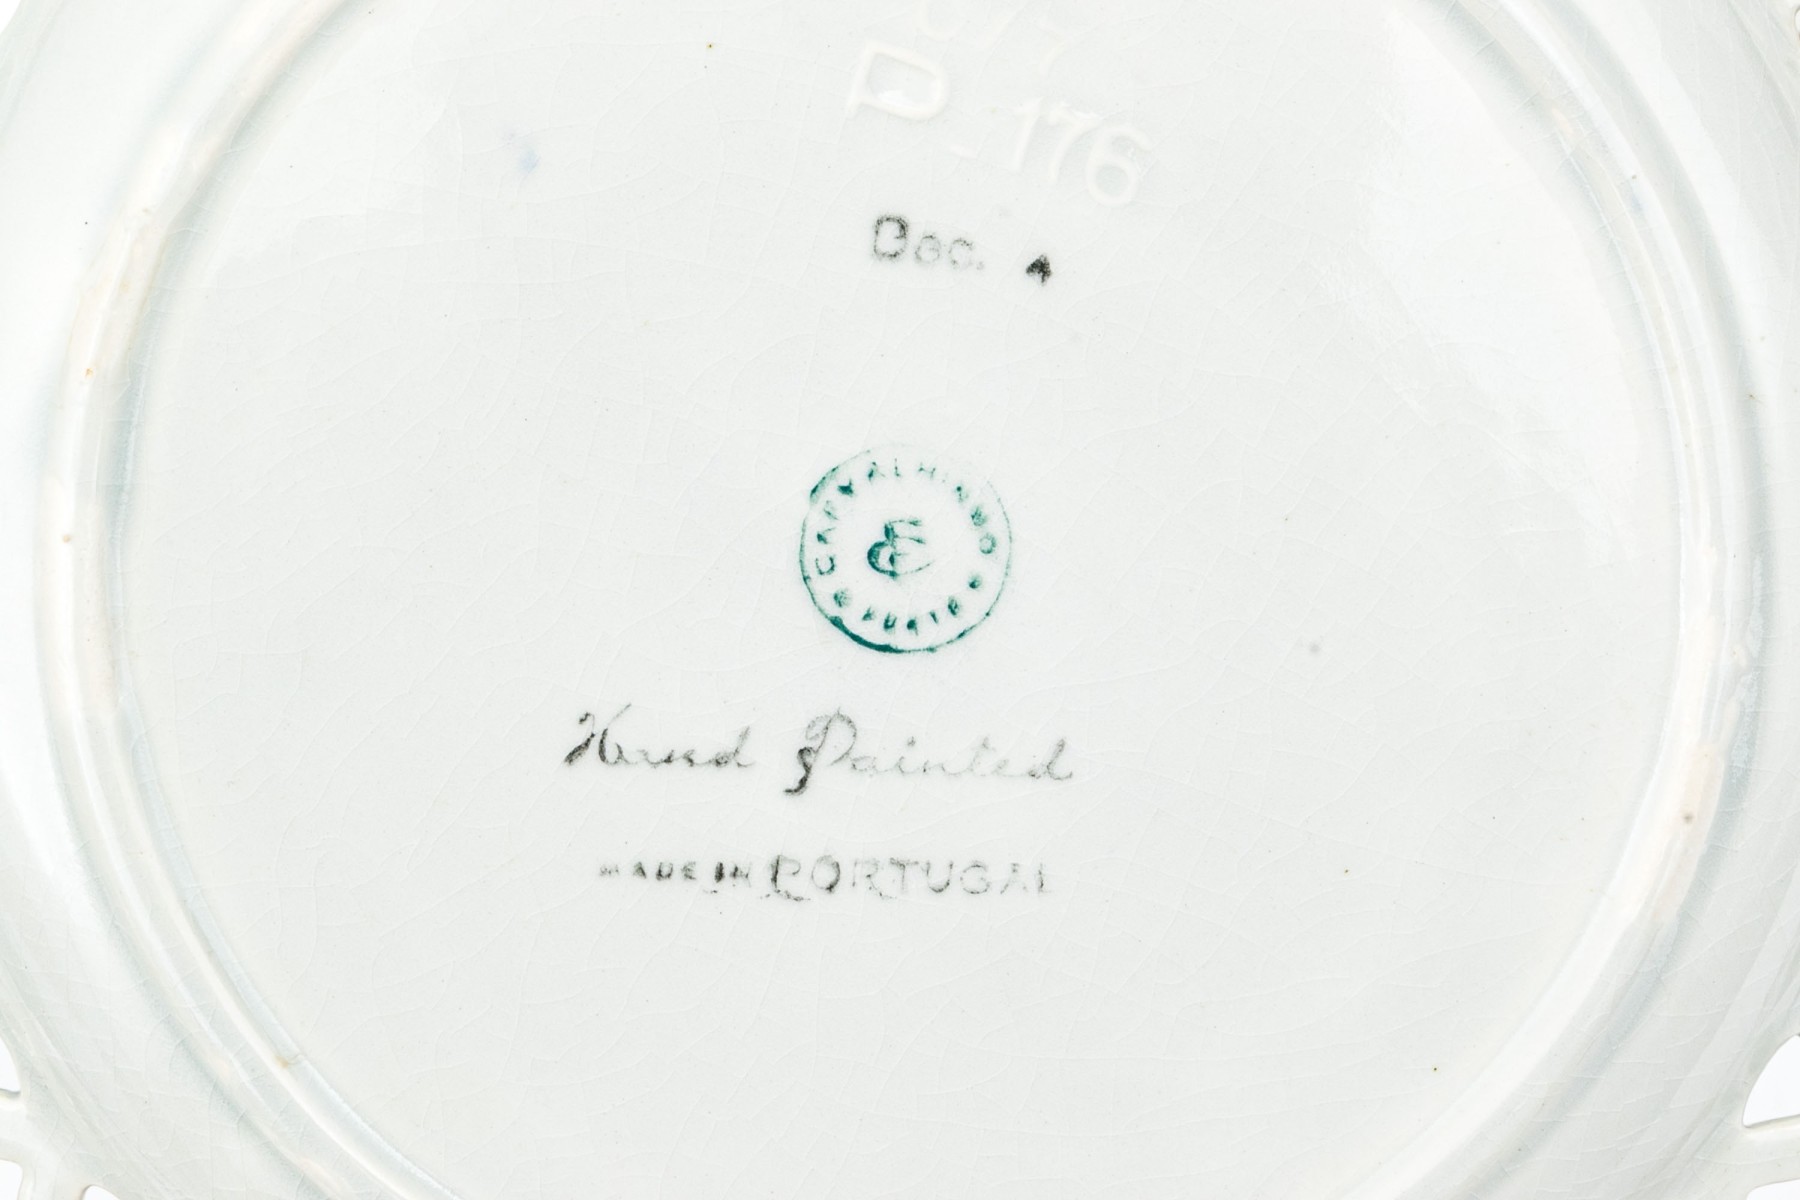 P - 176
Dec. 4
CARVALHINHO
E
PORTO
Hand Painted
MADE IN PORTUGAL